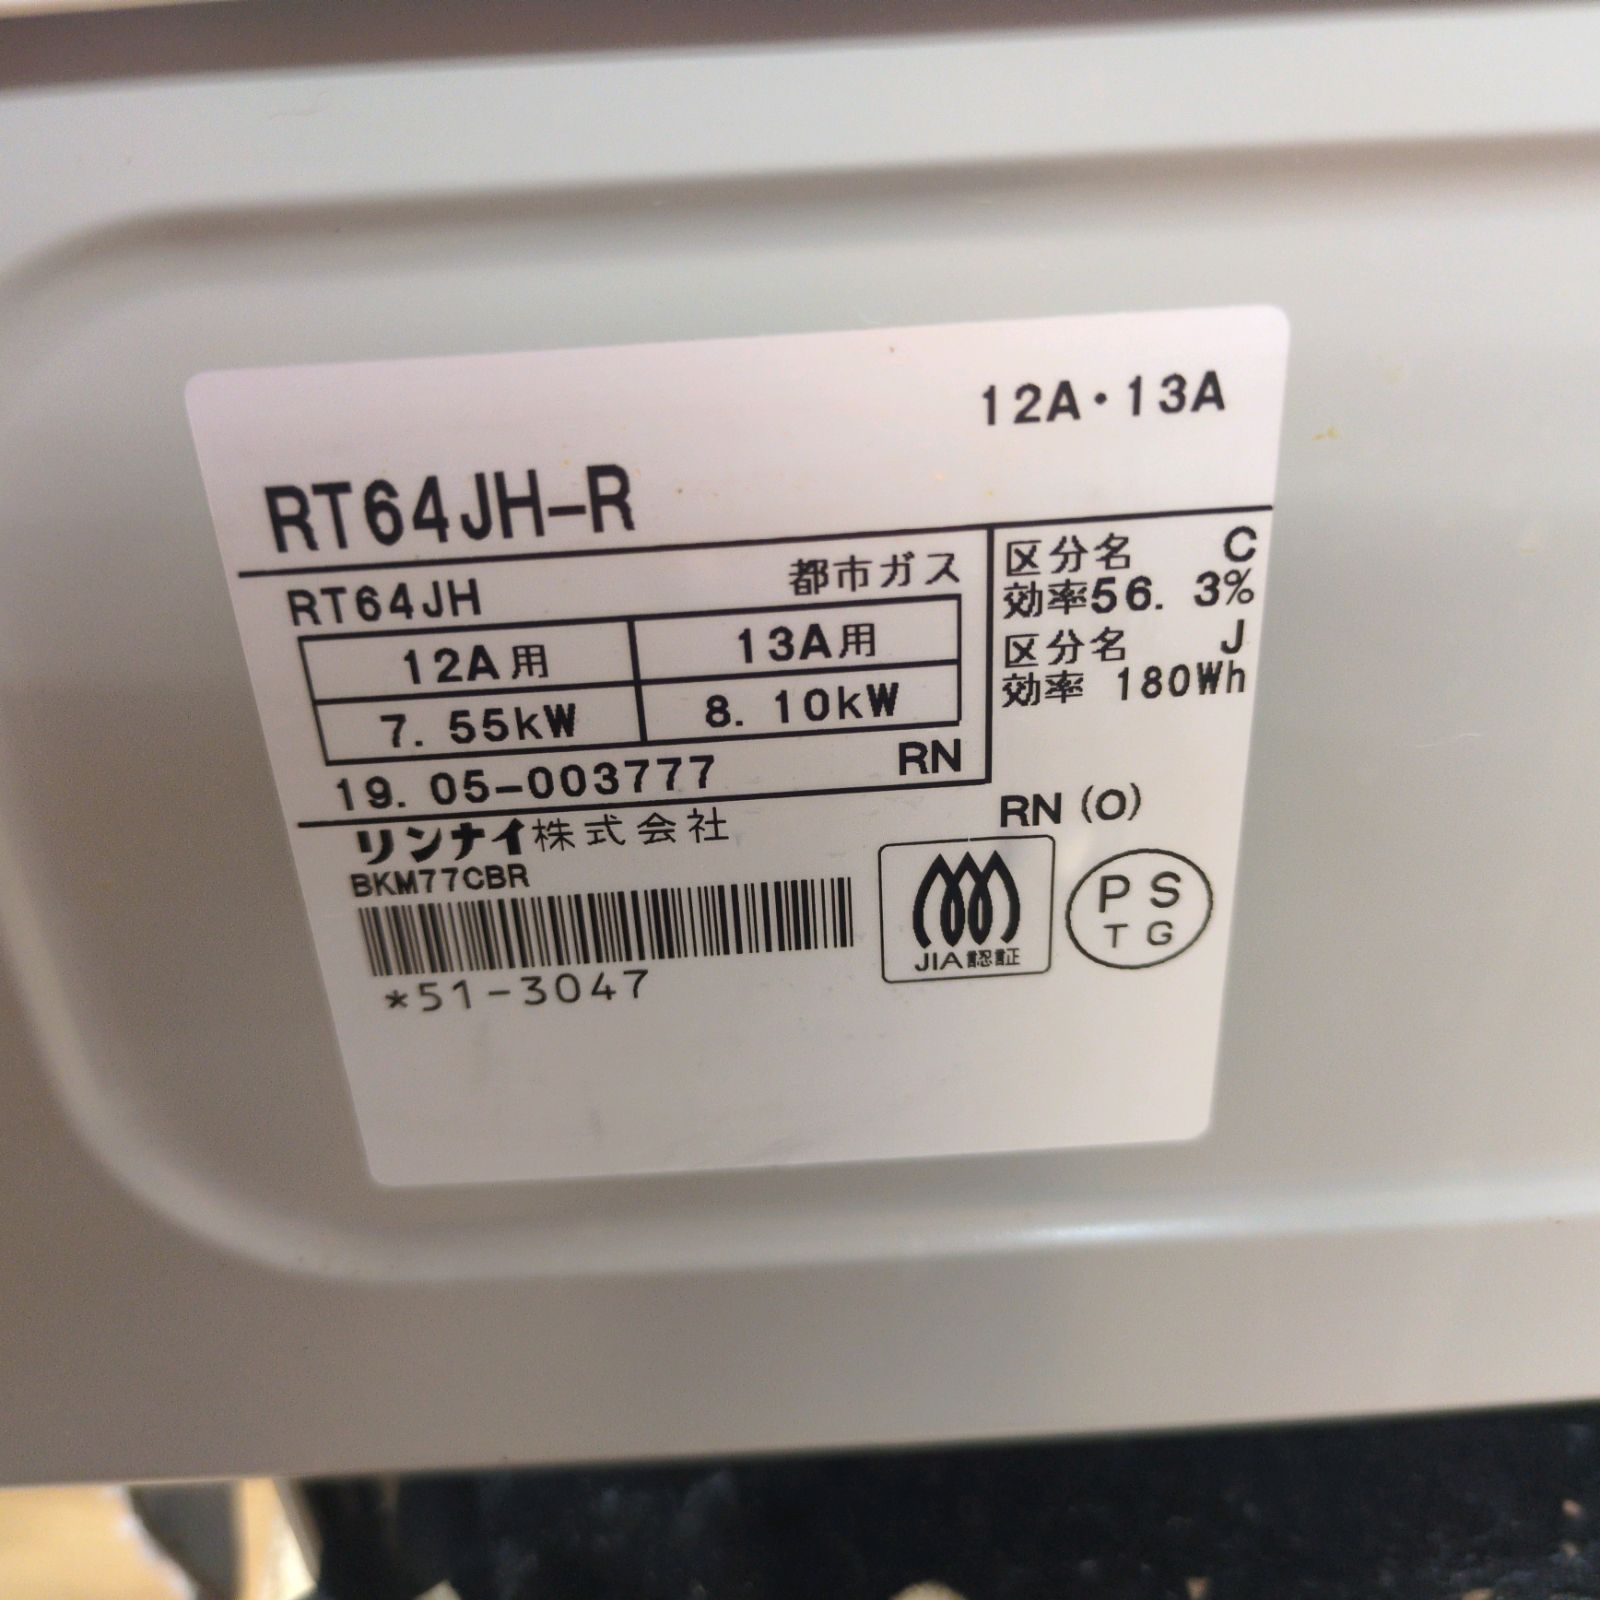 12A・13A
RT64JH-R
RT64JH 都市ガス
12A用 13A用
7.55kW 8.10kW
19.05-003777 RN
区分名 C
効率56.3%
区分名 J
効率 180Wh
リンナイ株式会社
BKM77CBR
*51-3047
RN(O)
JIA認証
PS
TG